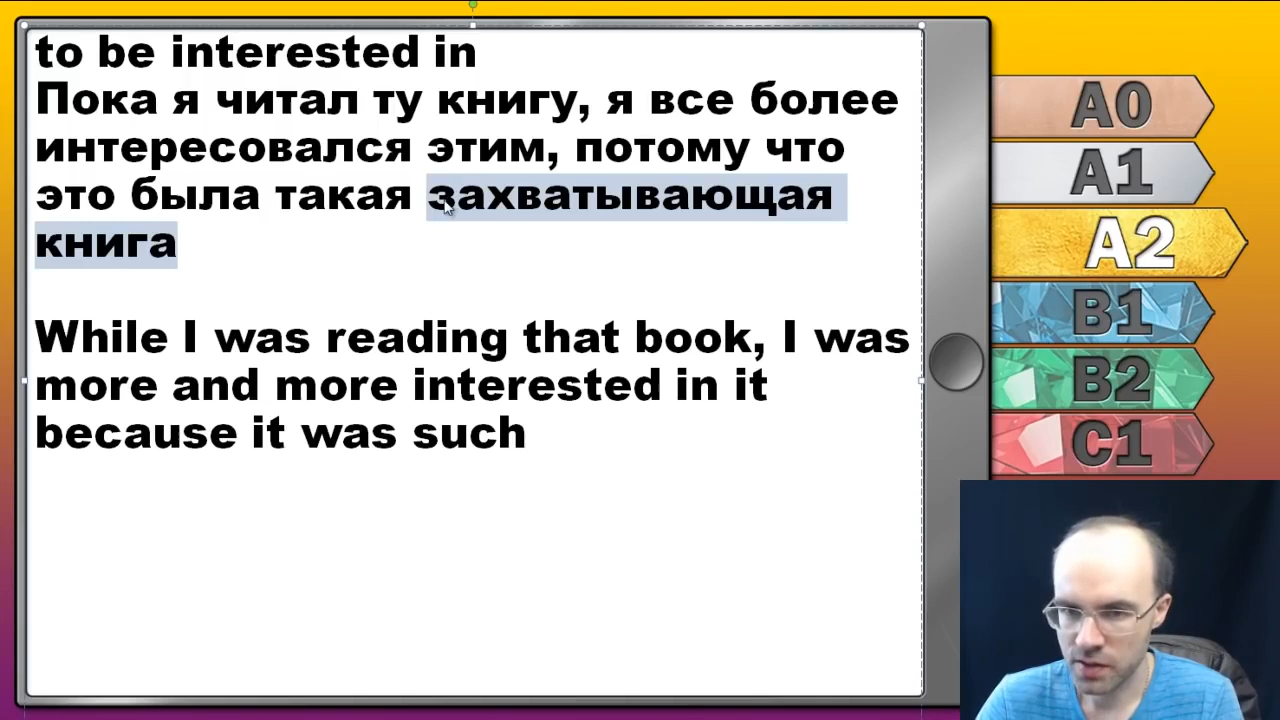 to be interested in
Пока я читал ту книгу, я все более
интересовался этим, потому что
это была такая захватывающая
книга
While I was reading that book, I was
more and more interested in it
because it was such
A0
A1
A2
B1
B2
C1